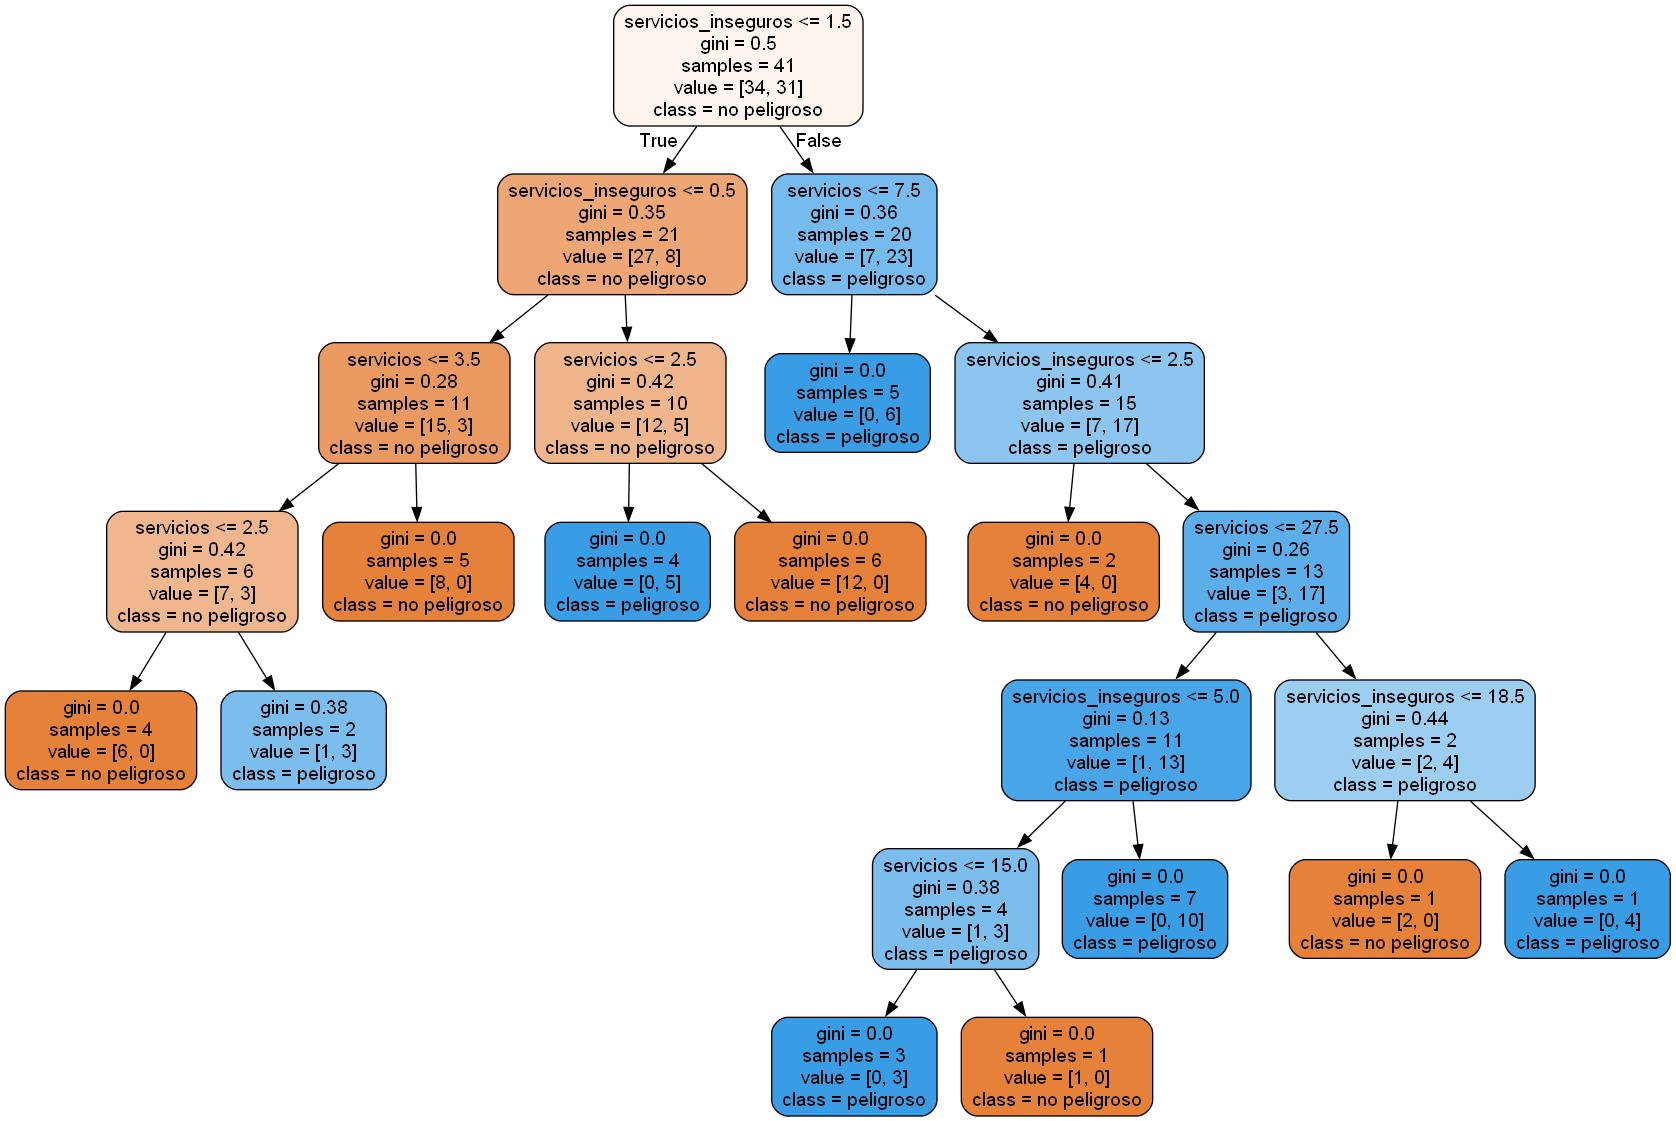 servicios_inseguros <= 1.5
gini = 0.5
samples = 41
value = [34, 31]
class = no peligroso
True
False
servicios_inseguros <= 0.5
gini = 0.35
samples = 21
value = [27, 8]
class = no peligroso
servicios <= 7.5
gini = 0.36
samples = 20
value = [7, 23]
class = peligroso
servicios <= 3.5
gini = 0.28
samples = 11
value = [15, 3]
class = no peligroso
servicios <= 2.5
gini = 0.42
samples = 10
value = [12, 5]
class = no peligroso
gini = 0.0
samples = 5
value = [0, 6]
class = peligroso
servicios_inseguros <= 2.5
gini = 0.41
samples = 15
value = [7, 17]
class = peligroso
servicios <= 2.5
gini = 0.42
samples = 6
value = [7, 3]
class = no peligroso
gini = 0.0
samples = 5
value = [8, 0]
class = no peligroso
gini = 0.0
samples = 4
value = [0, 5]
class = peligroso
gini = 0.0
samples = 6
value = [12, 0]
class = no peligroso
gini = 0.0
samples = 2
value = [4, 0]
class = no peligroso
servicios <= 27.5
gini = 0.26
samples = 13
value = [3, 17]
class = peligroso
gini = 0.0
samples = 4
value = [6, 0]
class = no peligroso
gini = 0.38
samples = 2
value = [1, 3]
class = peligroso
servicios_inseguros <= 5.0
gini = 0.13
samples = 11
value = [1, 13]
class = peligroso
servicios_inseguros <= 18.5
gini = 0.44
samples = 2
value = [2, 4]
class = peligroso
servicios <= 15.0
gini = 0.38
samples = 4
value = [1, 3]
class = peligroso
gini = 0.0
samples = 7
value = [0, 10]
class = peligroso
gini = 0.0
samples = 1
value = [2, 0]
class = no peligroso
gini = 0.0
samples = 1
value = [0, 4]
class = peligroso
gini = 0.0
samples = 3
value = [0, 3]
class = peligroso
gini = 0.0
samples = 1
value = [1, 0]
class = no peligroso